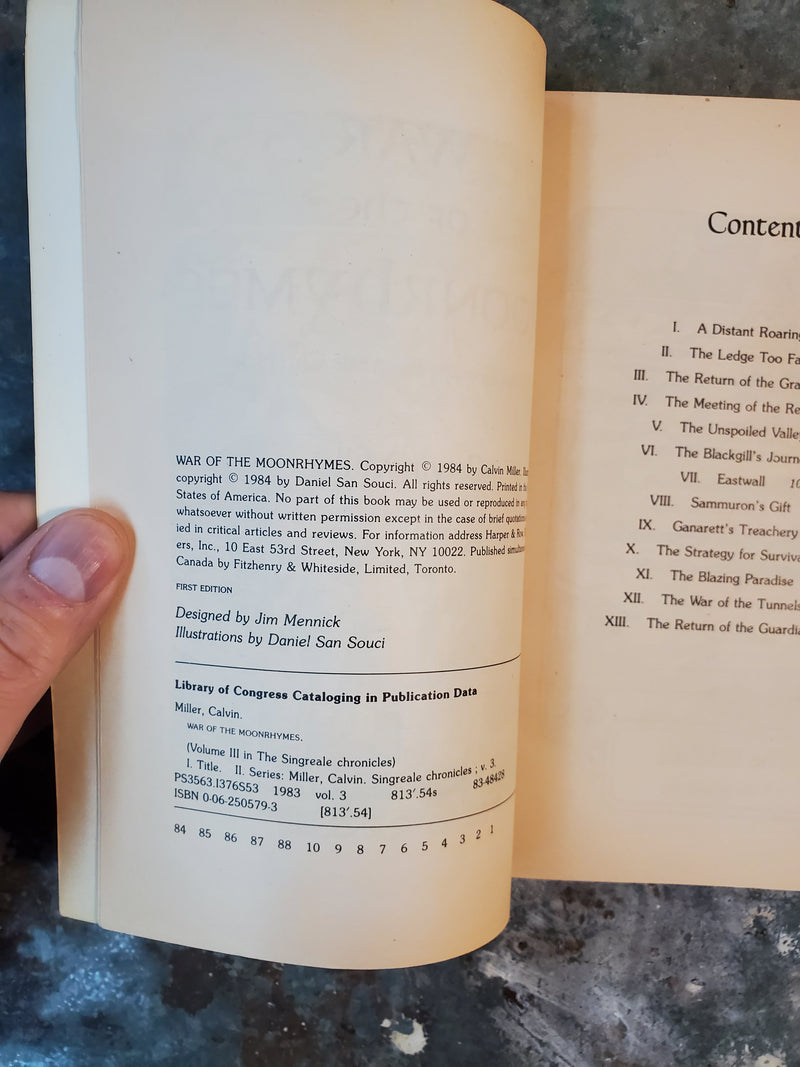 WAR OF THE MOONRHYMES. Copyright © 1984 by Calvin Miller.
copyright © 1984 by Daniel San Souci. All rights reserved. Printed in
States of America. No part of this book may be used or reproduced in
whatsoever without written permission except in the case of brief
ied in critical articles and reviews. For information address Harper &
ers, Inc., 10 East 53rd Street, New York, NY 10022. Published
Canada by Fitzhenry & Whiteside, Limited, Toronto.
FIRST EDITION
Designed by Jim Mennick
Illustrations by Daniel San Souci
Library of Congress Cataloging in Publication Data
Miller, Calvin.
WAR OF THE MOONRHYMES.
(Volume III in The Singreale chronicles)
I. Title. II. Series: Miller, Calvin. Singreale chronicles ; v. 3.
PS3563.I376S53 1983 vol. 3 813'.54s 83-48428
ISBN 0-06-250579-3 [813'.54]
84 85 86 87 88 10 9 8 7 6 5 4 3 2 1
Content
I. A Distant Roaring
II. The Ledge Too Fa
III. The Return of the Gra
IV. The Meeting of the Re
V. The Unspoiled Valley
VI. The Blackgill's Journ
VII. Eastwall 10
VIII. Sammuron's Gift
IX. Ganarett's Treachery
X. The Strategy for Surviva
XI. The Blazing Paradise
XII. The War of the Tunnels
XIII. The Return of the Guardia